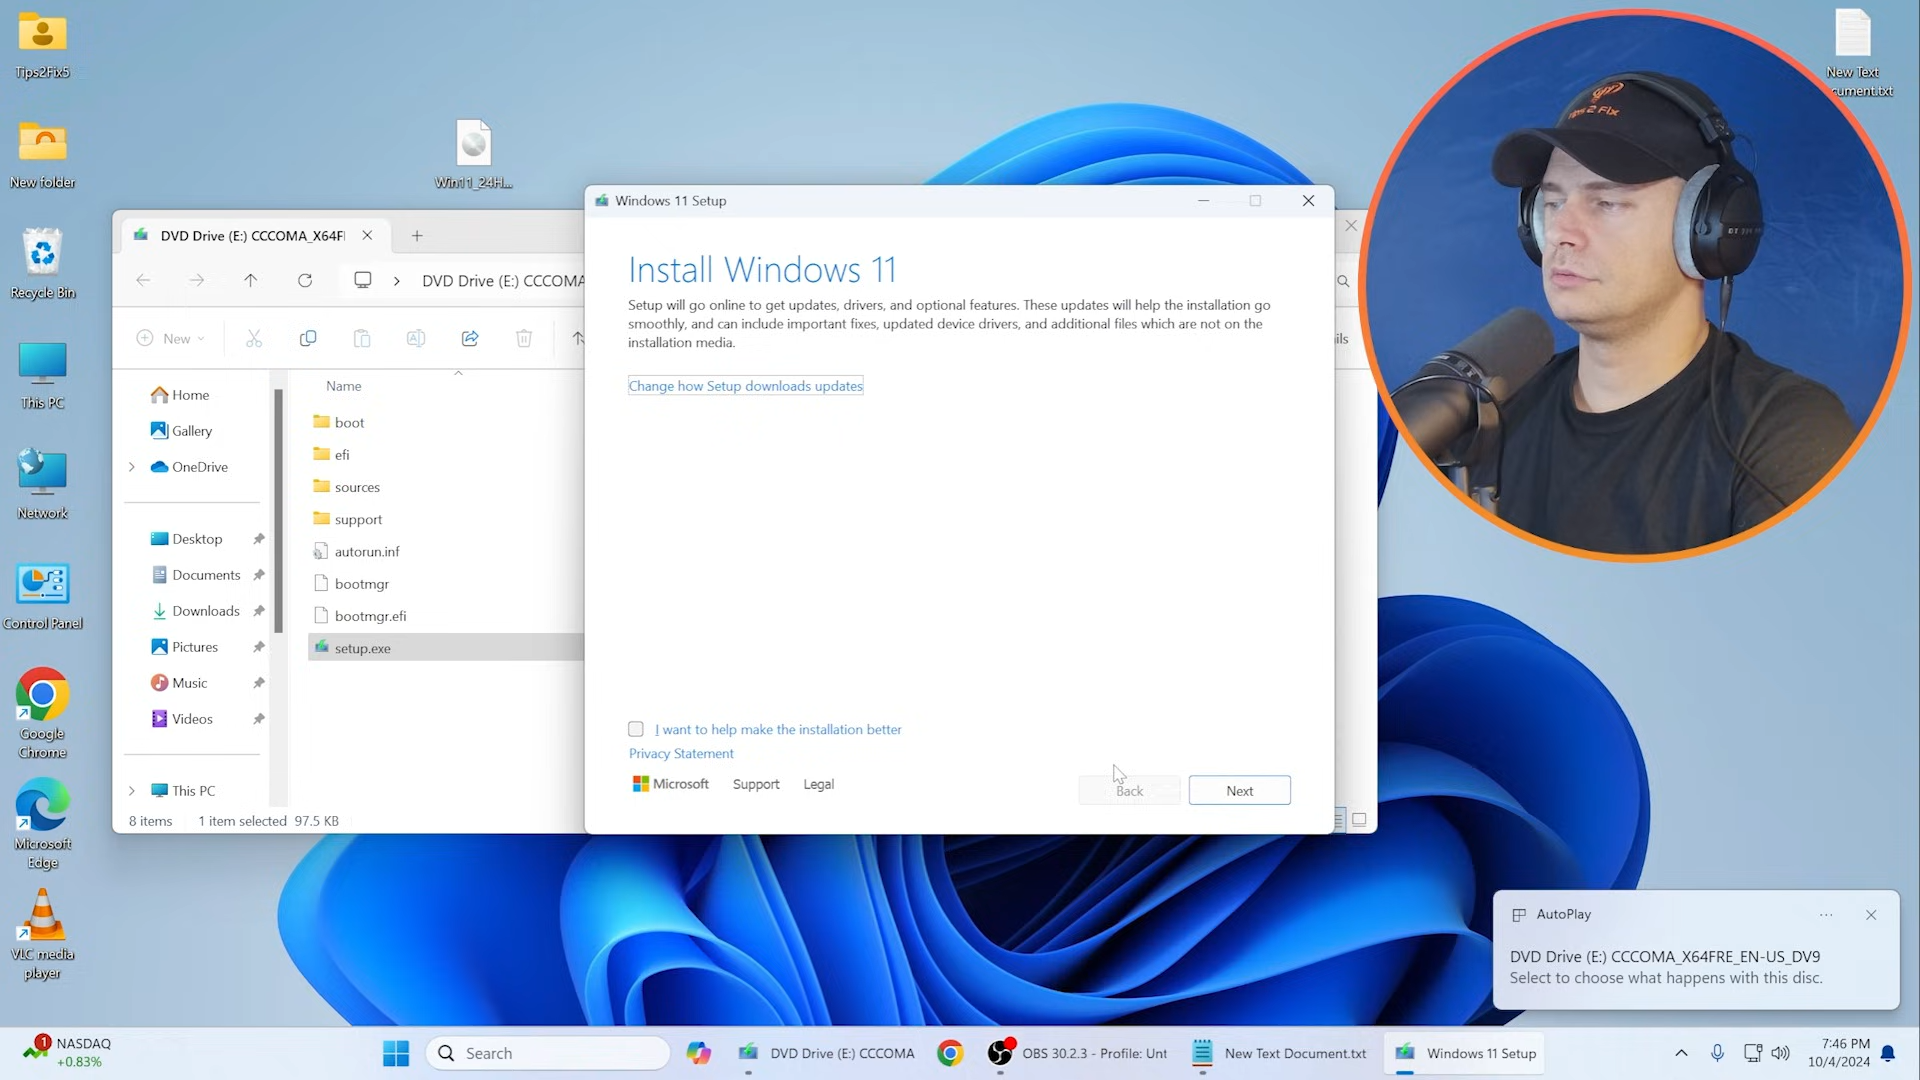 Tips2Fix5
New folder
Recycle Bin
This PC
Network
Control Panel
Google
Chrome
Microsoft
Edge
VLC media
player
Win11_24H...
New Text
cument.txt
Tips 2 Fix
DVD Drive (E:) CCCOMA_X64F
DVD Drive (E:) CCCOMA
New
ils
Name
Home
Gallery
OneDrive
Desktop
Documents
Downloads
Pictures
Music
Videos
This PC
boot
efi
sources
support
autorun.inf
bootmgr
bootmgr.efi
setup.exe
8 items 1 item selected 97.5 KB
Windows 11 Setup
Install Windows 11
Setup will go online to get updates, drivers, and optional features. These updates will help the installation go
smoothly, and can include important fixes, updated device drivers, and additional files which are not on the
installation media.
Change how Setup downloads updates
I want to help make the installation better
Privacy Statement
Microsoft Support Legal
Back Next
AutoPlay
DVD Drive (E:) CCCOMA_X64FRE_EN-US_DV9
Select to choose what happens with this disc.
1 NASDAQ
+0.83%
Search
DVD Drive (E:) CCCOMA
OBS 30.2.3 - Profile: Unt
New Text Document.txt
Windows 11 Setup
7:46 PM
10/4/2024